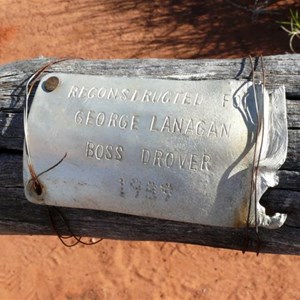 RECONSTRUCTED F
GEORGE LANAGAN
BOSS DROVER